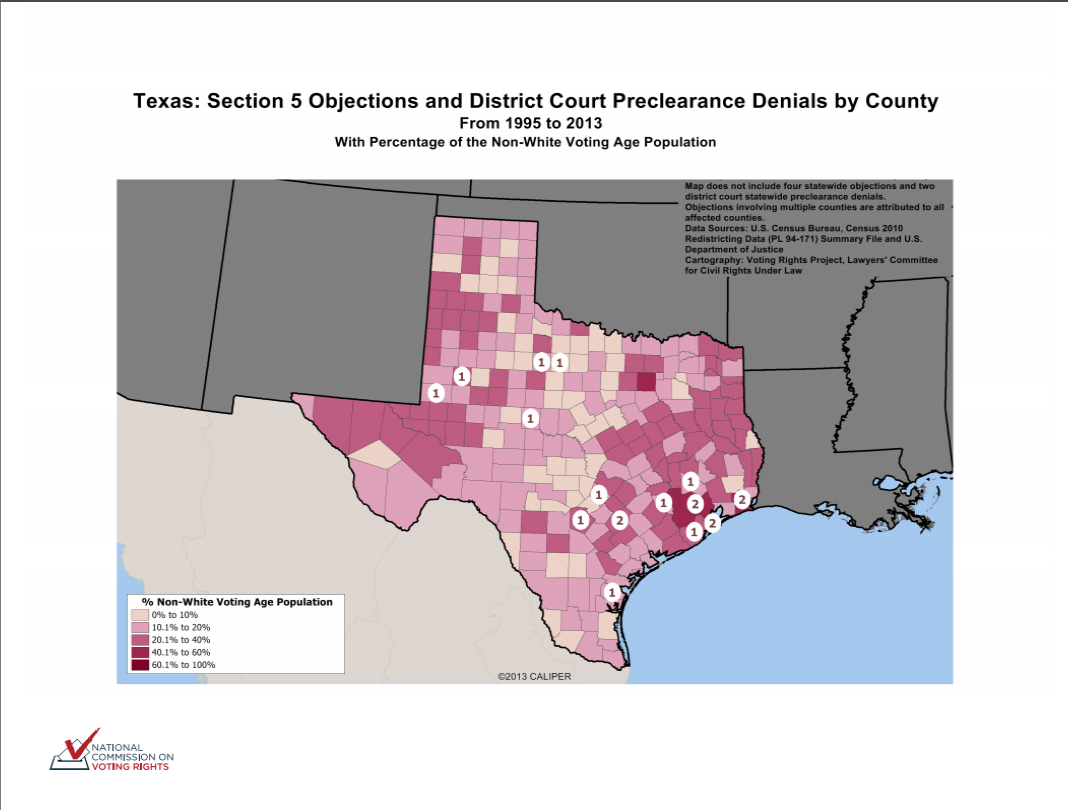 Texas: Section 5 Objections and District Court Preclearance Denials by County
From 1995 to 2013
With Percentage of the Non-White Voting Age Population
Map does not include four statewide objections and two
district court statewide preclearance denials.
Objections involving multiple counties are attributed to all
affected counties.
Data Sources: U.S. Census Bureau, Census 2010
Redistricting Data (PL 94-171) Summary File and U.S.
Department of Justice
Cartography: Voting Rights Project, Lawyers' Committee
for Civil Rights Under Law
1 1
1
1
1
1
1
1 2 2
1 2
2
1
1
% Non-White Voting Age Population
0% to 10%
10.1% to 20%
20.1% to 40%
40.1% to 60%
60.1% to 100%
©2013 CALIPER
NATIONAL
COMMISSION ON
VOTING RIGHTS